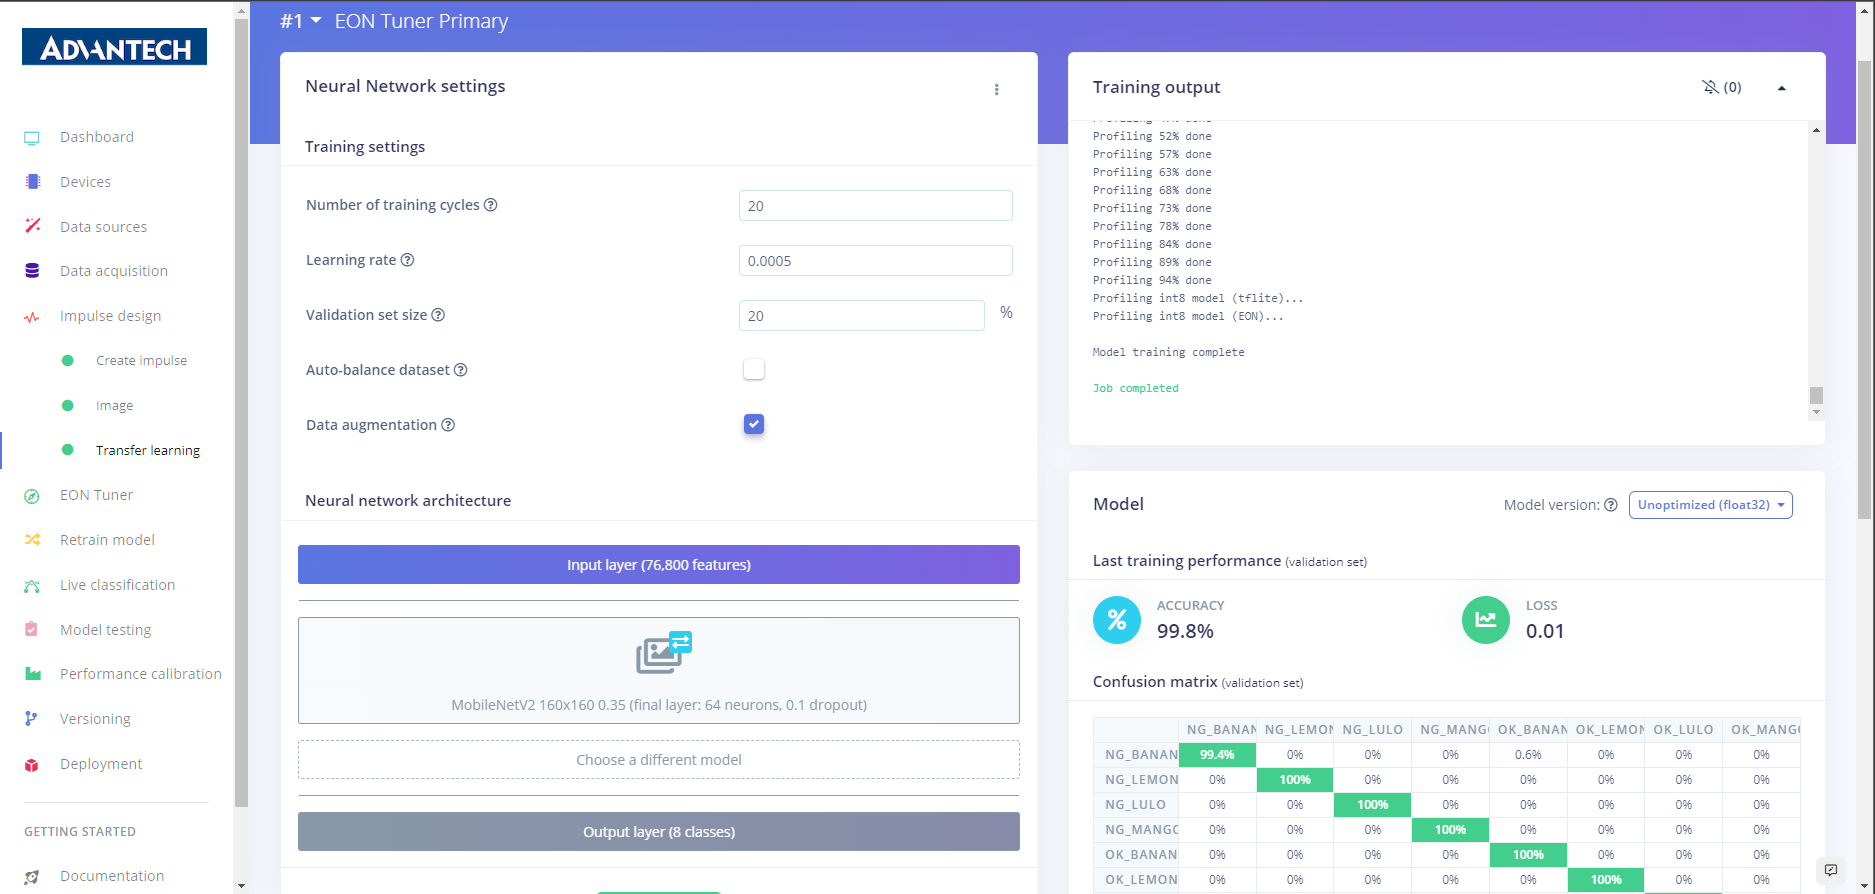 ADVANTECH
Dashboard
Devices
Data sources
Data acquisition
Impulse design
Create impulse
Image
Transfer learning
EON Tuner
Retrain model
Live classification
Model testing
Performance calibration
Versioning
Deployment
GETTING STARTED
Documentation
#1 EON Tuner Primary
Neural Network settings
Training settings
Number of training cycles ?
20
Learning rate ?
0.0005
Validation set size ?
20 %
Auto-balance dataset ?
Data augmentation ?
Neural network architecture
Input layer (76,800 features)
MobileNetV2 160x160 0.35 (final layer: 64 neurons, 0.1 dropout)
Choose a different model
Output layer (8 classes)
Training output (0)
Profiling 52% done
Profiling 57% done
Profiling 63% done
Profiling 68% done
Profiling 73% done
Profiling 78% done
Profiling 84% done
Profiling 89% done
Profiling 94% done
Profiling int8 model (tflite)...
Profiling int8 model (EON)...
Model training complete
Job completed
Model Model version: ? Unoptimized (float32)
Last training performance (validation set)
% ACCURACY
99.8%
LOSS
0.01
Confusion matrix (validation set)
NG_BANAN NG_LEMON NG_LULO NG_MANGO OK_BANAN OK_LEMON OK_LULO OK_MANGO
NG_BANAN 99.4% 0% 0% 0% 0.6% 0% 0% 0%
NG_LEMON 0% 100% 0% 0% 0% 0% 0% 0%
NG_LULO 0% 0% 100% 0% 0% 0% 0% 0%
NG_MANGO 0% 0% 0% 100% 0% 0% 0% 0%
OK_BANAN 0% 0% 0% 0% 100% 0% 0% 0%
OK_LEMON 0% 0% 0% 0% 0% 100% 0% 0%